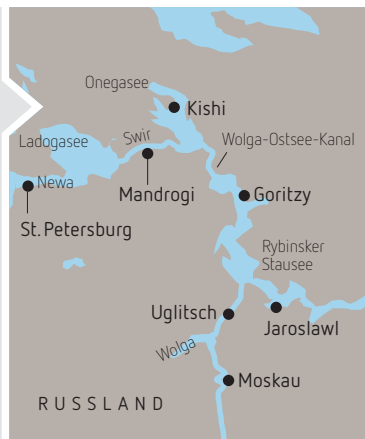 Onegasee
Kishi
Swir
Wolga-Ostsee-Kanal
Ladogasee
Newa
Mandrogi
Goritzy
St. Petersburg
Rybinsker
Stausee
Uglitsch
Jaroslawl
Wolga
Moskau
RUSSLAND